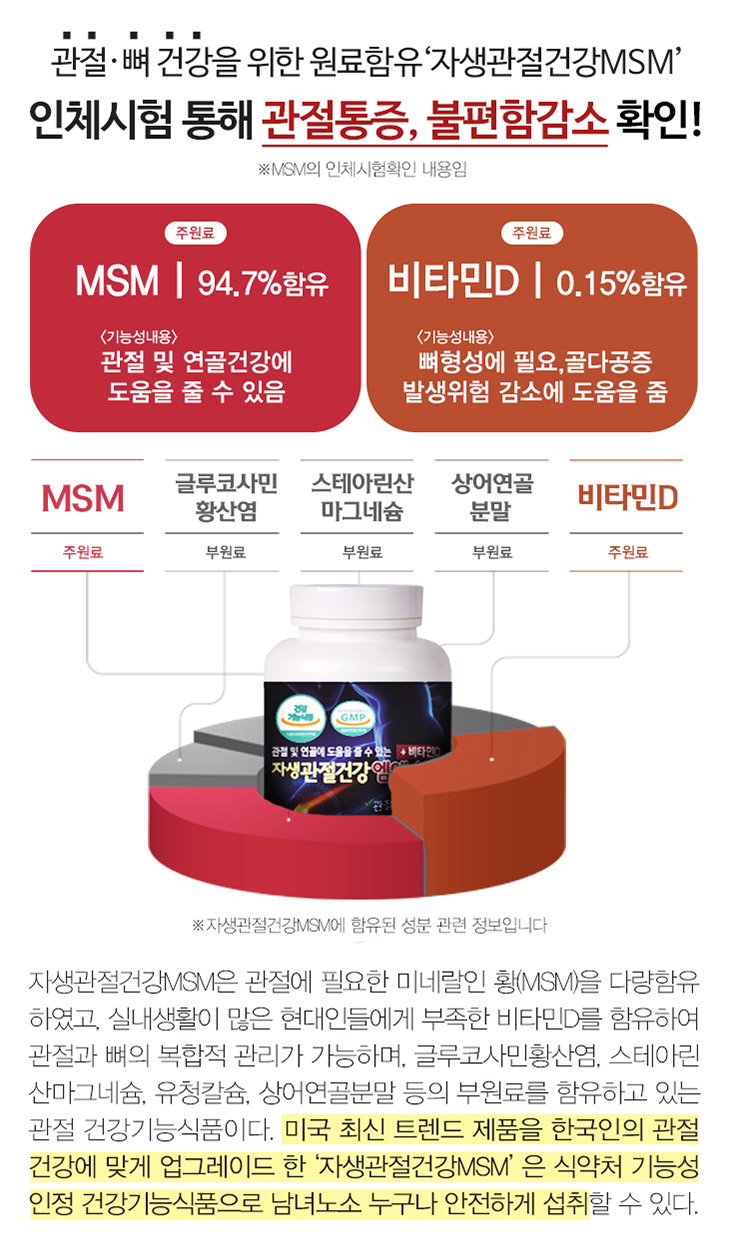 관절·뼈 건강을 위한 원료함유 ‘자생관절건강MSM’
인체시험 통해 관절통증, 불편함감소 확인!
※MSM의 인체시험확인 내용임
주원료
MSM | 94.7%함유
<기능성내용>
관절 및 연골건강에
도움을 줄 수 있음
주원료
비타민D | 0.15%함유
<기능성내용>
뼈형성에 필요,골다공증
발생위험 감소에 도움을 줌
MSM
주원료
글루코사민
황산염
부원료
스테아린산
마그네슘
부원료
상어연골
분말
부원료
비타민D
주원료
건강
기능식품
GMP
관절 및 연골에 도움을 줄 수 있는
+ 비타민D
자생관절건강
※자생관절건강MSM에 함유된 성분 관련 정보입니다
자생관절건강MSM은 관절에 필요한 미네랄인 황(MSM)을 다량함유
하였고, 실내생활이 많은 현대인들에게 부족한 비타민D를 함유하여
관절과 뼈의 복합적 관리가 가능하며, 글루코사민황산염, 스테아린
산마그네슘, 유청칼슘, 상어연골분말 등의 부원료를 함유하고 있는
관절 건강기능식품이다. 미국 최신 트렌드 제품을 한국인의 관절
건강에 맞게 업그레이드 한 ‘자생관절건강MSM’ 은 식약처 기능성
인정 건강기능식품으로 남녀노소 누구나 안전하게 섭취할 수 있다.